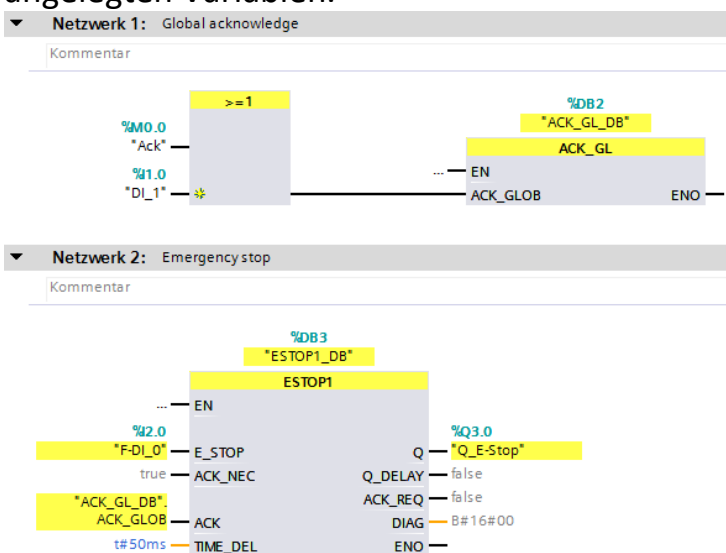 angelegten Variablen.
Netzwerk 1: Global acknowledge
Kommentar
>=1
%DB2
"ACK_GL_DB"
ACK_GL
%M0.0
"Ack"
%I1.0
"DI_1"
... EN
ACK_GLOB ENO
Netzwerk 2: Emergency stop
Kommentar
%DB3
"ESTOP1_DB"
ESTOP1
... EN
%I2.0
"F-DI_0" E_STOP
%Q3.0
Q "Q_E-Stop"
true ACK_NEC Q_DELAY false
ACK_REQ false
"ACK_GL_DB".
ACK_GLOB ACK DIAG B#16#00
t#50ms TIME_DEL ENO